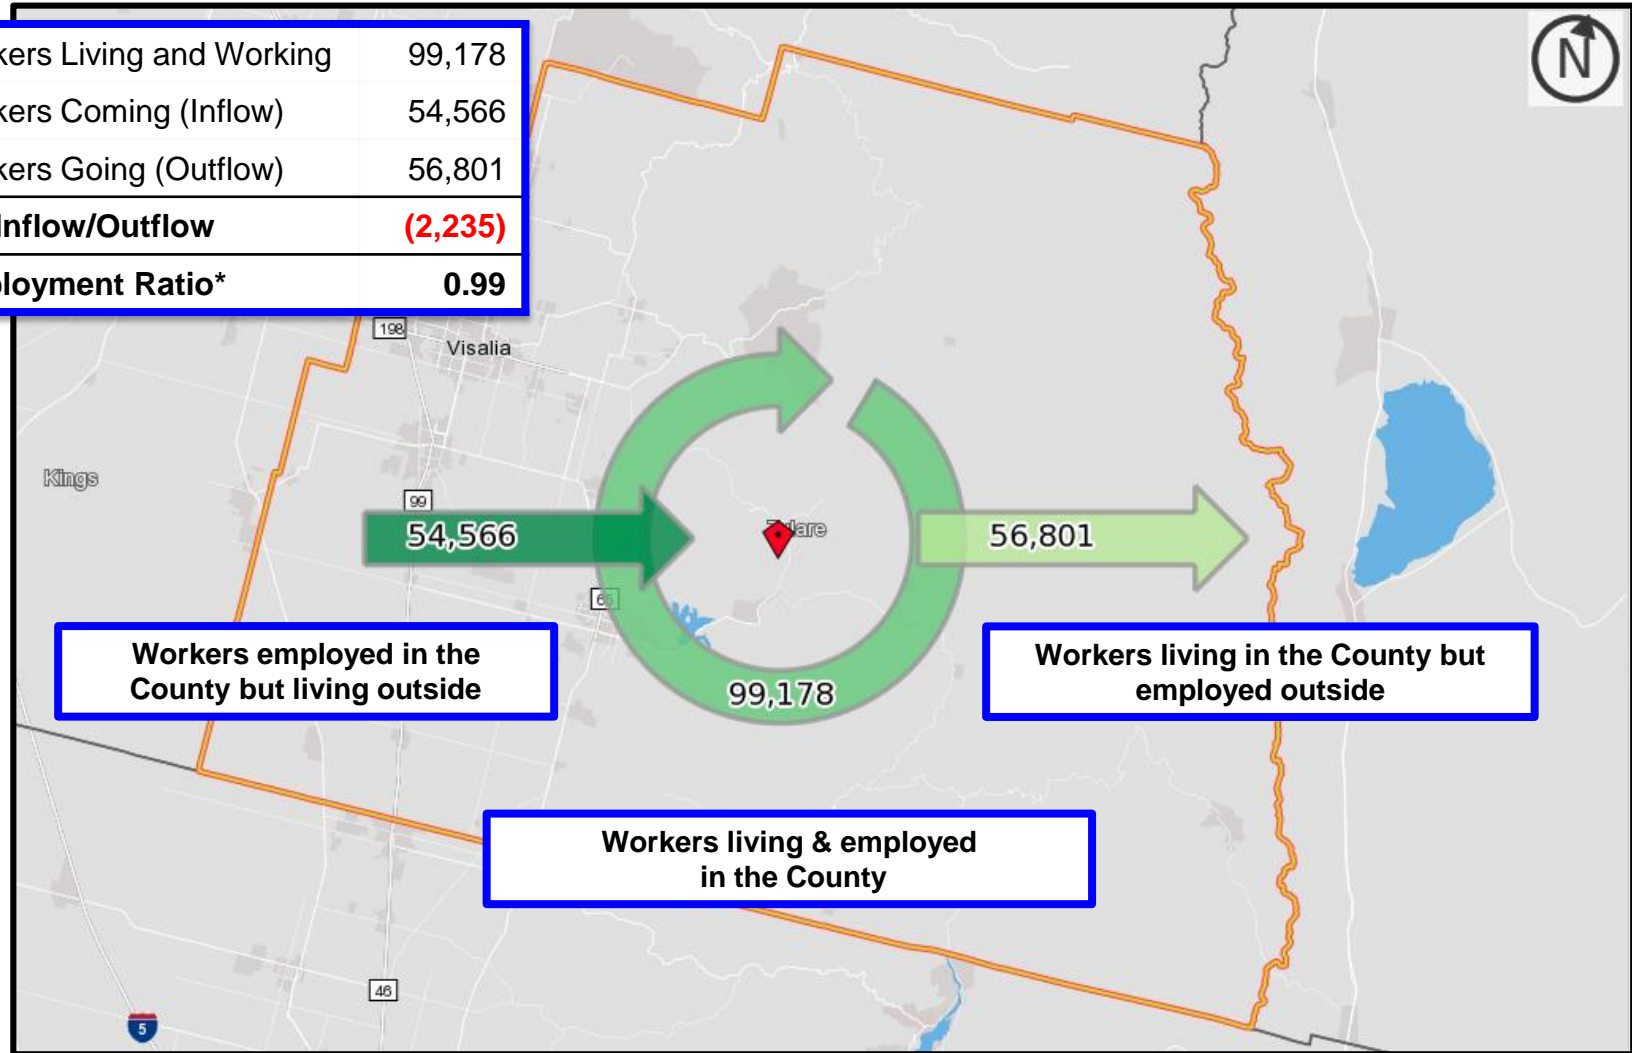 kers Living and Working 99,178
kers Coming (Inflow) 54,566
kers Going (Outflow) 56,801
Inflow/Outflow (2,235)
ployment Ratio* 0.99
N
198
Visalia
Kings
99
54,566
56,801
65
Workers employed in the
County but living outside
Workers living in the County but
employed outside
99,178
Workers living & employed
in the County
46
5